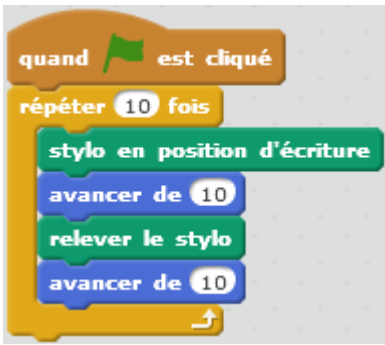 quand est cliqué
répéter 10 fois
stylo en position d'écriture
avancer de 10
relever le stylo
avancer de 10